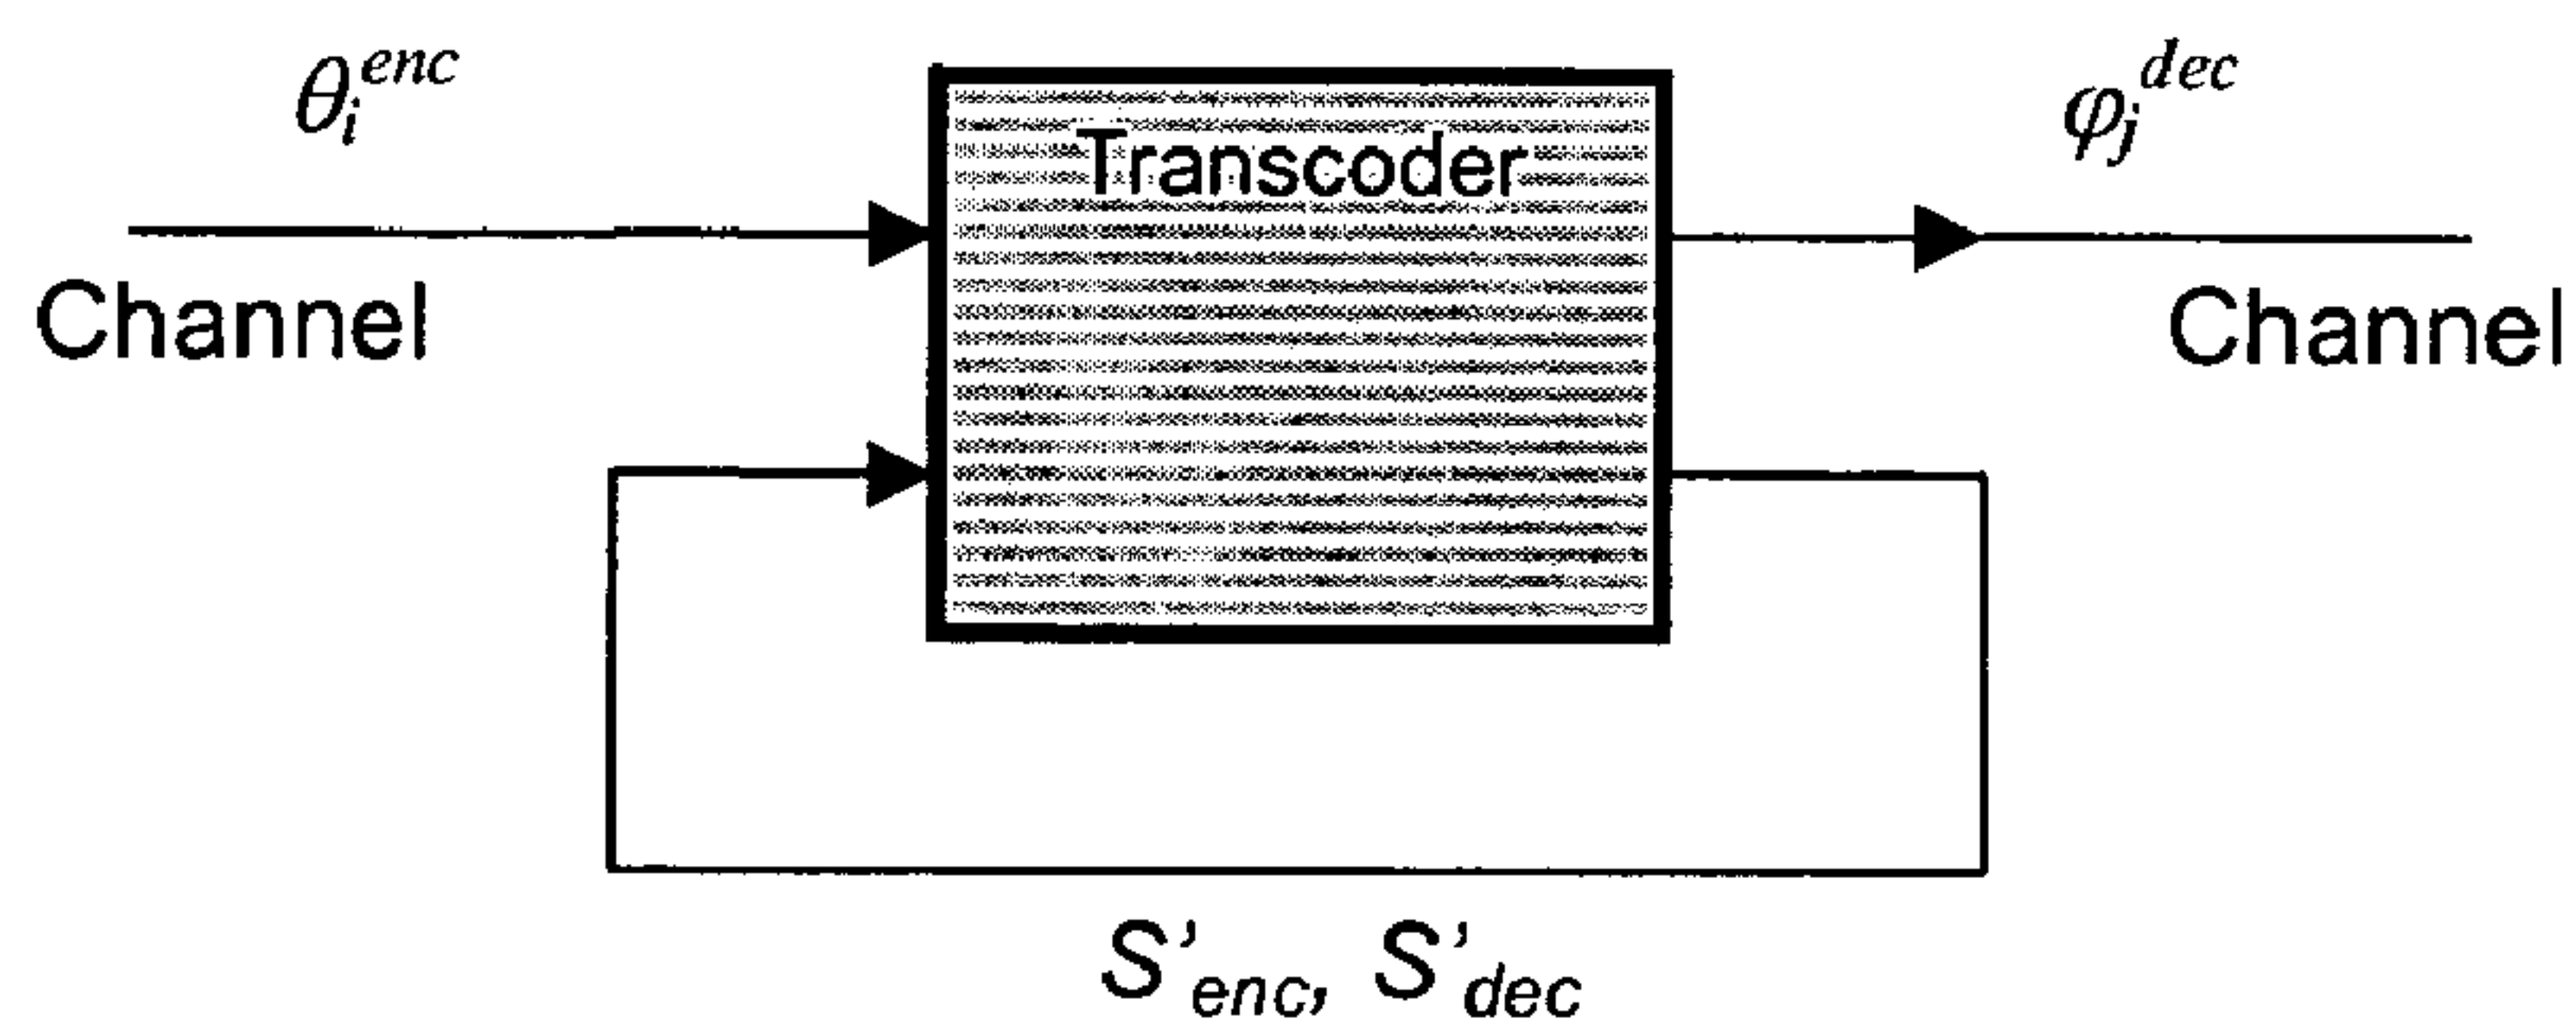 θ_i^enc
φ_j^dec
Transcoder
Channel
Channel
S'_enc, S'_dec